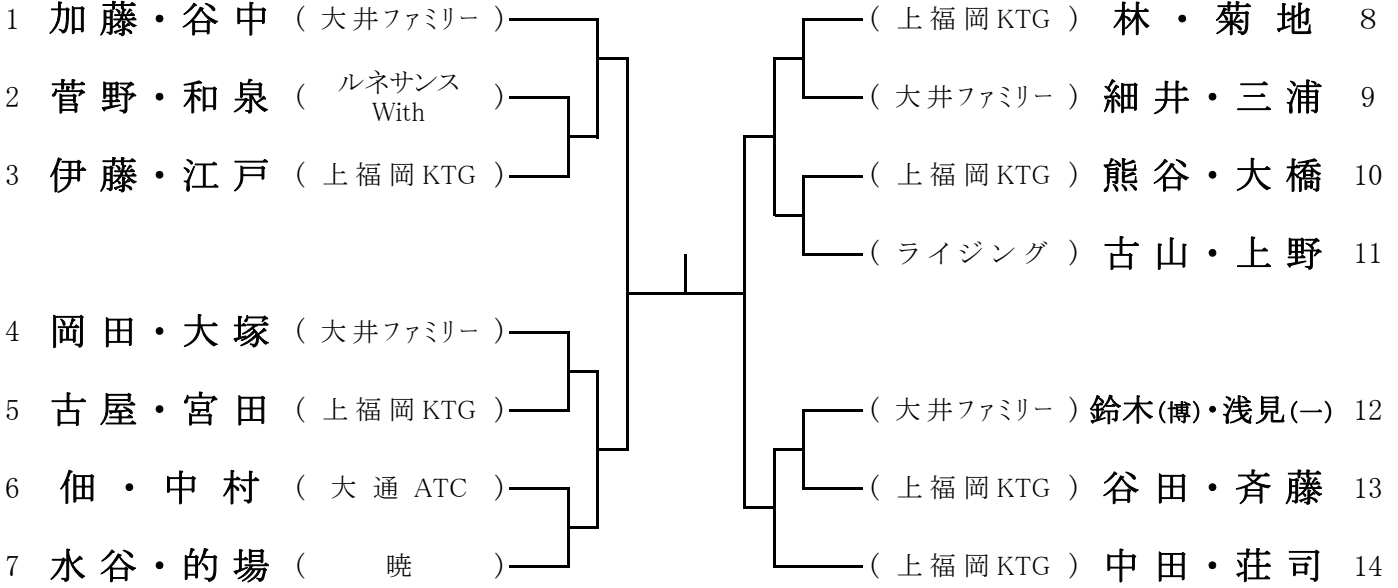 1 加藤・谷中 ( 大井ファミリー )
2 菅野・和泉 ( ルネサンス With )
3 伊藤・江戸 ( 上福岡KTG )
4 岡田・大塚 ( 大井ファミリー )
5 古屋・宮田 ( 上福岡KTG )
6 佃・中村 ( 大通ATC )
7 水谷・的場 ( 暁 )
( 上福岡KTG ) 林・菊地 8
( 大井ファミリー ) 細井・三浦 9
( 上福岡KTG ) 熊谷・大橋 10
( ライジング ) 古山・上野 11
( 大井ファミリー ) 鈴木(博)・浅見(一) 12
( 上福岡KTG ) 谷田・斉藤 13
( 上福岡KTG ) 中田・荘司 14